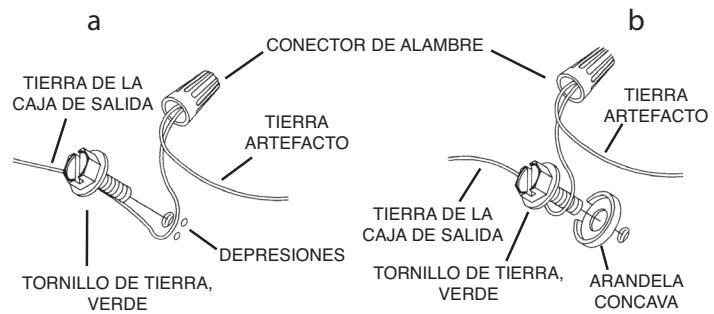 a
b
CONECTOR DE ALAMBRE
TIERRA DE LA
CAJA DE SALIDA
TIERRA
ARTEFACTO
DEPRESIONES
TORNILLO DE TIERRA,
VERDE
TIERRA
ARTEFACTO
TIERRA DE LA
CAJA DE SALIDA
TORNILLO DE TIERRA,
VERDE
ARANDELA
CONCAVA